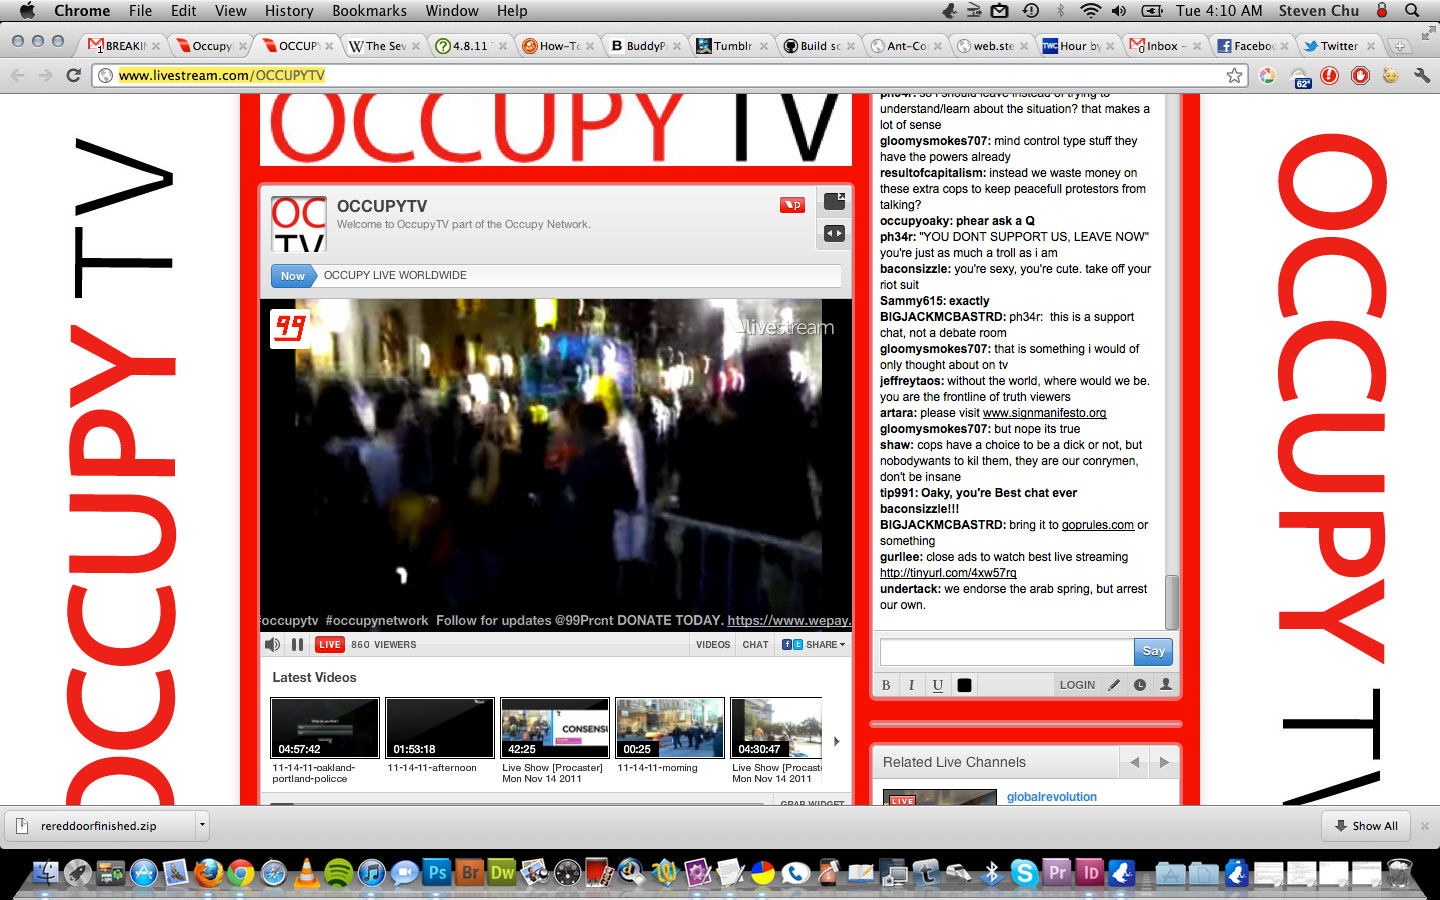 Chrome File Edit View History Bookmarks Window Help Tue 4:10 AM Steven Chu
BREAKIN Occupy OCCUPY The Sev 4.8.11 How-To BuddyPr Tumblr Build so Ant-Cor web.ste TWC Hour by Inbox - Faceboo Twitter
www.livestream.com/OCCUPYTV
62°
OCCUPY TV
OCCUPY TV
OCCUPY TV
OC
TV
OCCUPYTV
Welcome to OccupyTV part of the Occupy Network.
Now OCCUPY LIVE WORLDWIDE
99
livestream
#occupytv #occupynetwork Follow for updates @99Prcnt DONATE TODAY. https://www.wepay.
LIVE 860 VIEWERS VIDEOS CHAT SHARE
Latest Videos
04:57:42
01:53:18
42:25
CONSENSU
00:25
04:30:47
11-14-11-oakland-
portland-policce
11-14-11-afternoon
Live Show [Procaster]
Mon Nov 14 2011
11-14-11-morning
Live Show [Procaste
Mon Nov 14 2011
GRAB WIDGET
ph34r: so i should leave instead of trying to
understand/learn about the situation? that makes a
lot of sense
gloomysmokes707: mind control type stuff they
have the powers already
resultofcapitalism: instead we waste money on
these extra cops to keep peacefull protestors from
talking?
occupyoaky: phear ask a Q
ph34r: "YOU DONT SUPPORT US, LEAVE NOW"
you're just as much a troll as i am
baconsizzle: you're sexy, you're cute. take off your
riot suit
Sammy615: exactly
BIGJACKMCBASTRD: ph34r: this is a support
chat, not a debate room
gloomysmokes707: that is something i would of
only thought about on tv
jeffreytaos: without the world, where would we be.
you are the frontline of truth viewers
artara: please visit www.signmanifesto.org
gloomysmokes707: but nope its true
shaw: cops have a choice to be a dick or not, but
nobodywants to kil them, they are our conrymen,
don't be insane
tip991: Oaky, you're Best chat ever
baconsizzle!!!
BIGJACKMCBASTRD: bring it to goprules.com or
something
gurllee: close ads to watch best live streaming
http://tinyurl.com/4xw57rq
undertack: we endorse the arab spring, but arrest
our own.
Say
B I U LOGIN
Related Live Channels
LIVE
globalrevolution
rereddoorfinished.zip
Show All
Ps Br Dw Pr Id